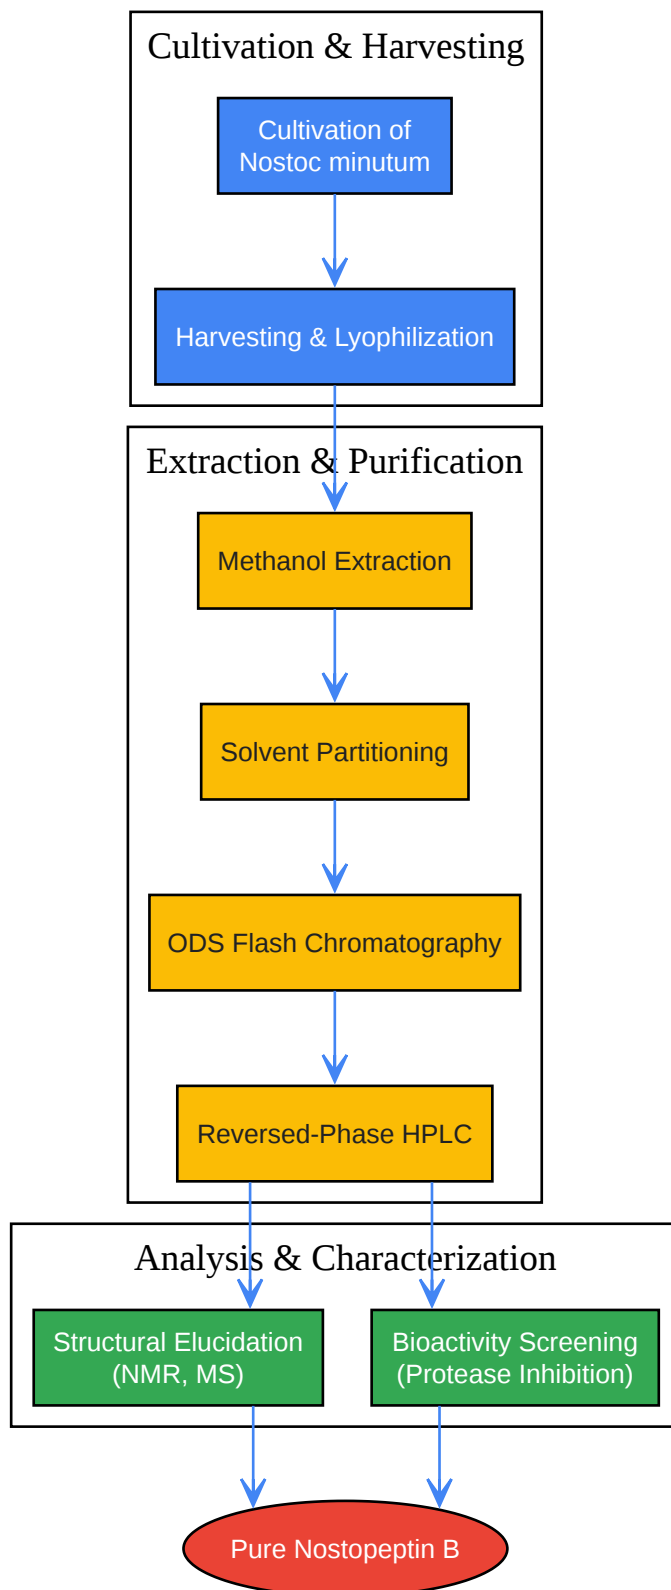 Cultivation & Harvesting
Cultivation of
Nostoc minutum
Harvesting & Lyophilization
Extraction & Purification
Methanol Extraction
Solvent Partitioning
ODS Flash Chromatography
Reversed-Phase HPLC
Analysis & Characterization
Structural Elucidation
(NMR, MS)
Bioactivity Screening
(Protease Inhibition)
Pure Nostopeptin B